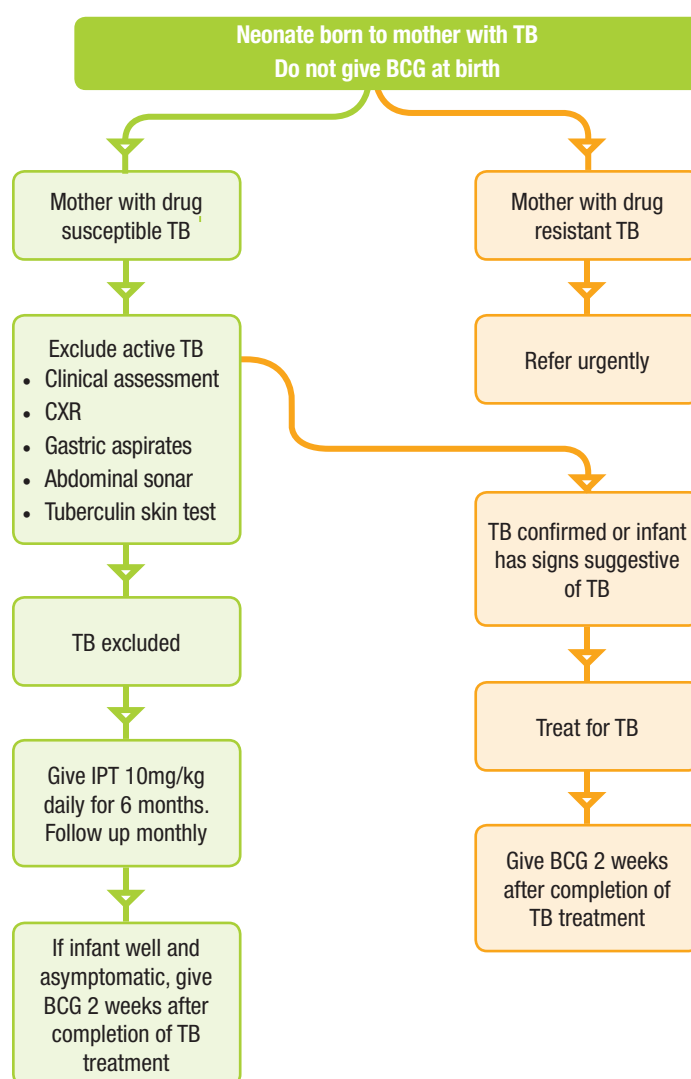 Neonate born to mother with TB
Do not give BCG at birth
Mother with drug
susceptible TB
Mother with drug
resistant TB
Exclude active TB
• Clinical assessment
• CXR
• Gastric aspirates
• Abdominal sonar
• Tuberculin skin test
Refer urgently
TB confirmed or infant
has signs suggestive
of TB
TB excluded
Treat for TB
Give IPT 10mg/kg
daily for 6 months.
Follow up monthly
Give BCG 2 weeks
after completion of
TB treatment
If infant well and
asymptomatic, give
BCG 2 weeks after
completion of TB
treatment